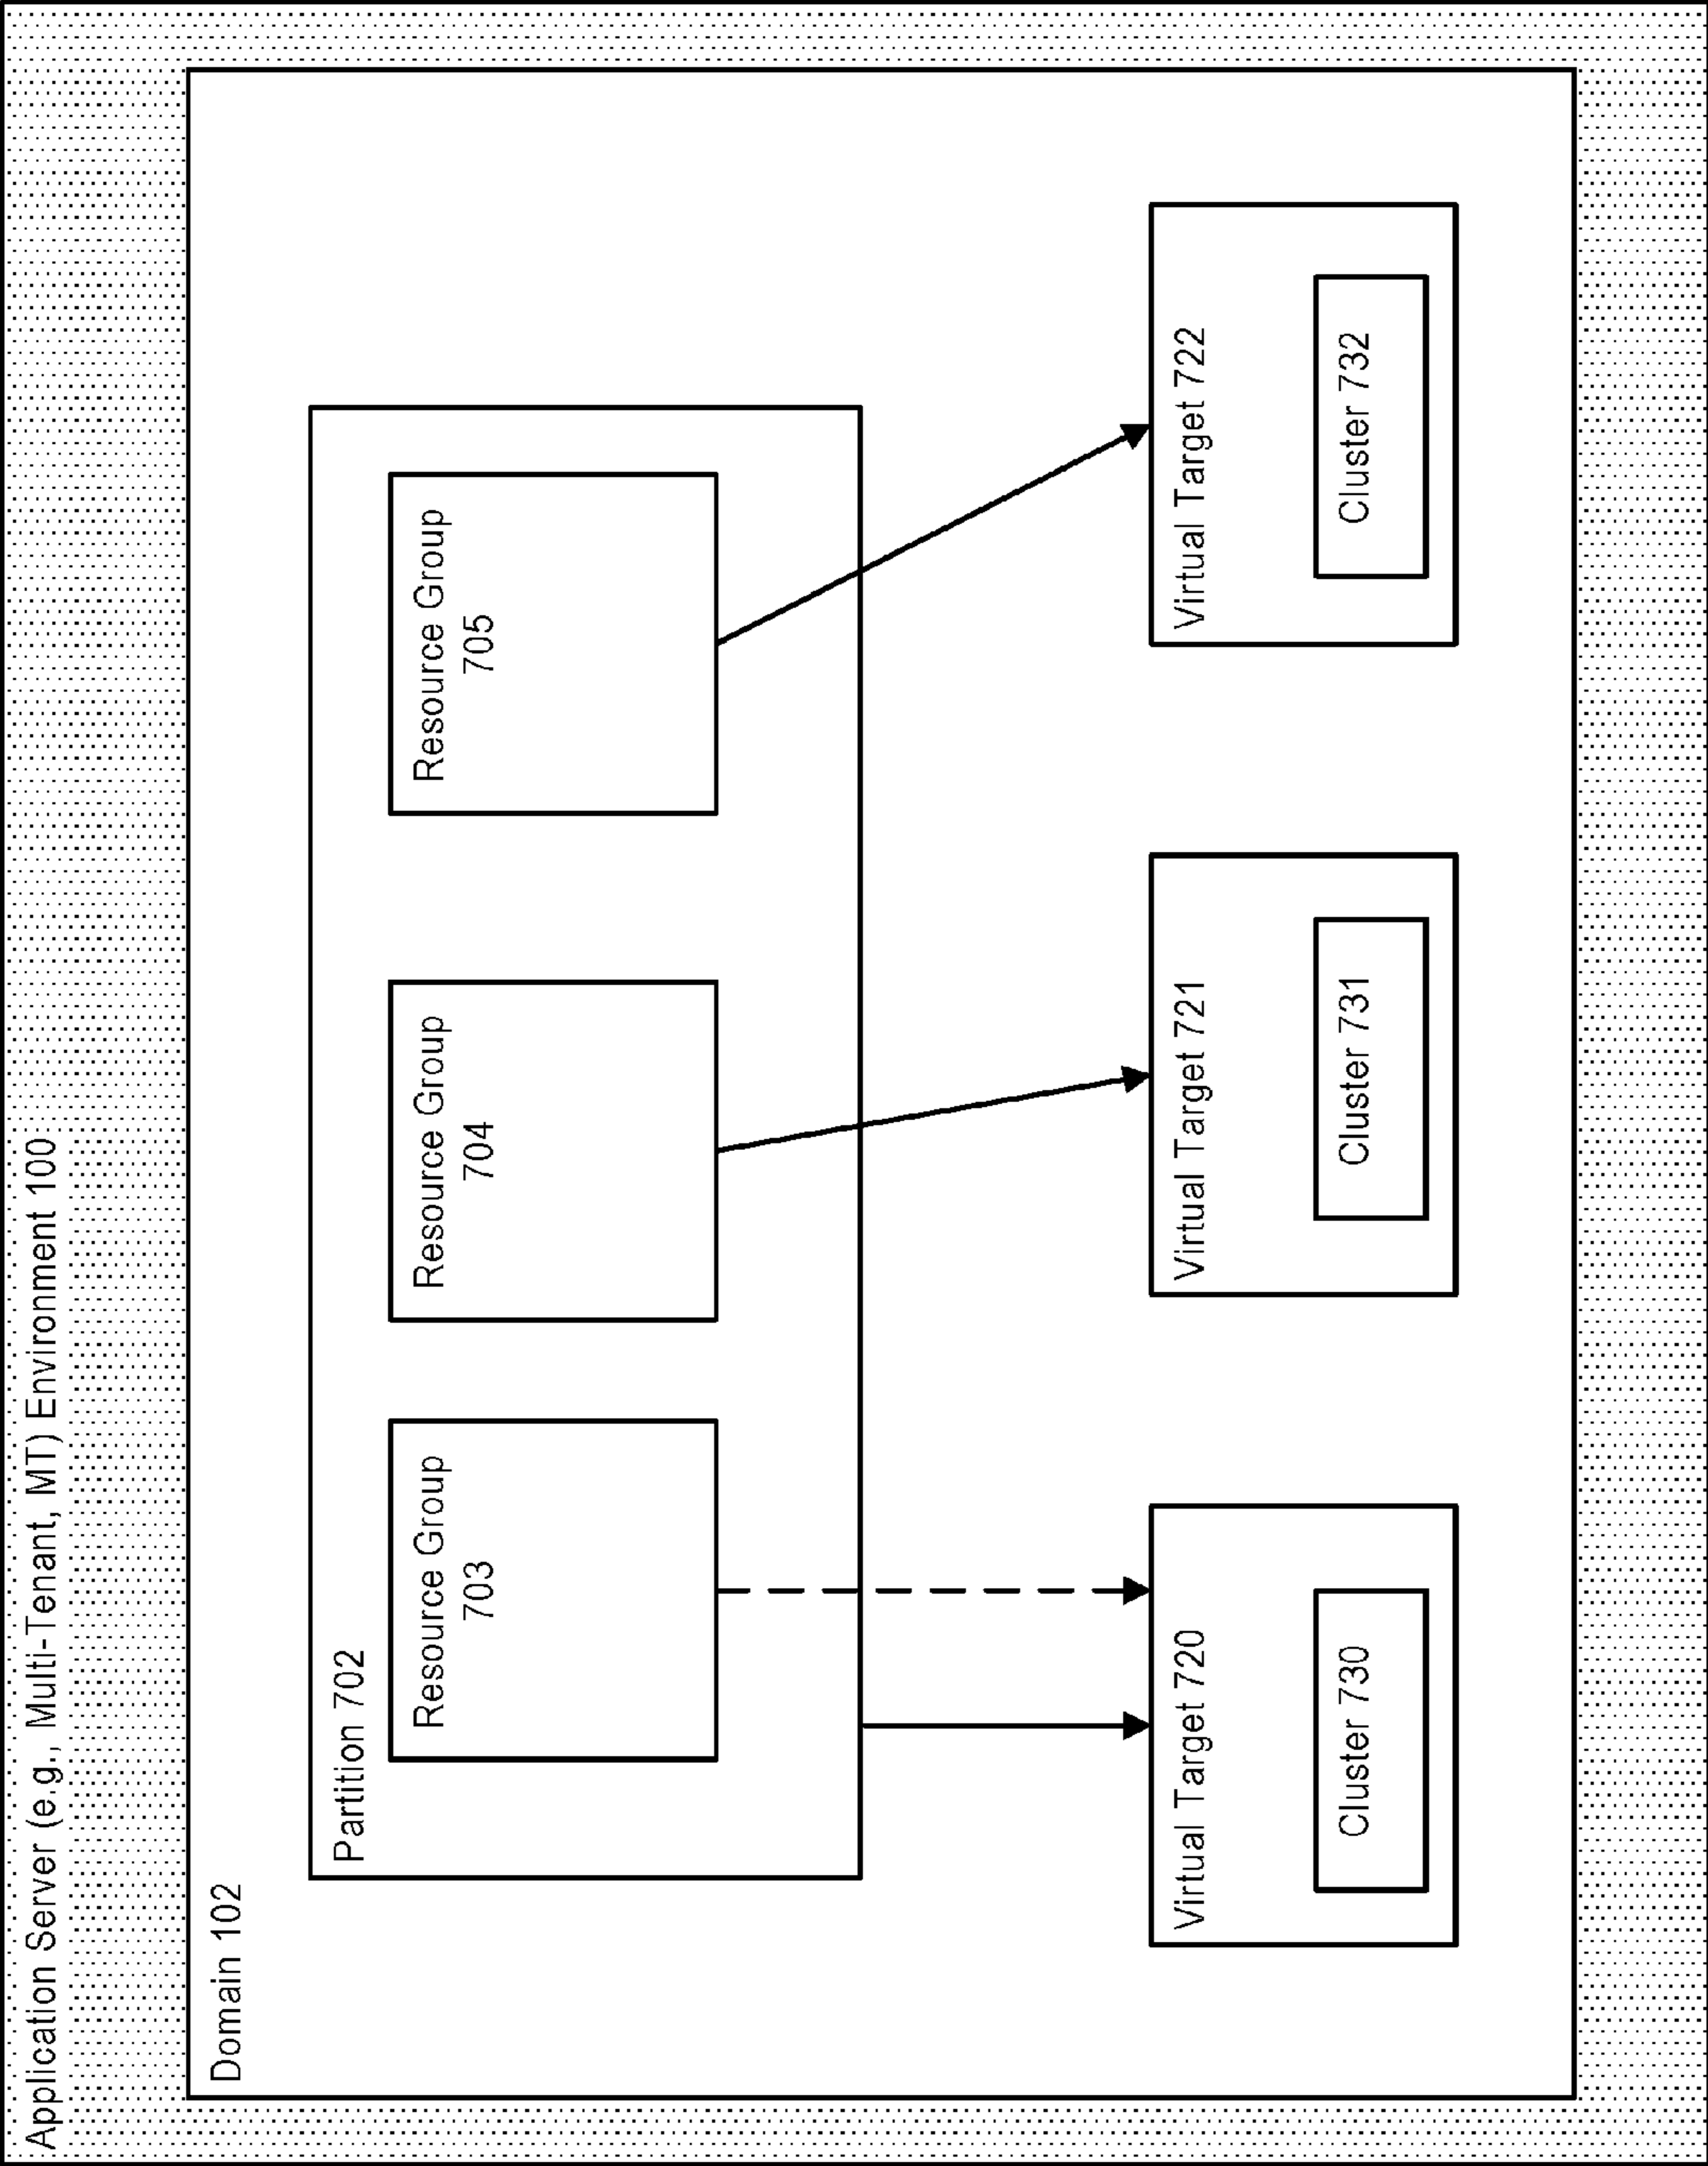 Application Server (e.g., Multi-Tenant, MT) Environment 100
Domain 102
Partition 702
Resource Group
703
Resource Group
704
Resource Group
705
Virtual Target 720
Cluster 730
Virtual Target 721
Cluster 731
Virtual Target 722
Cluster 732